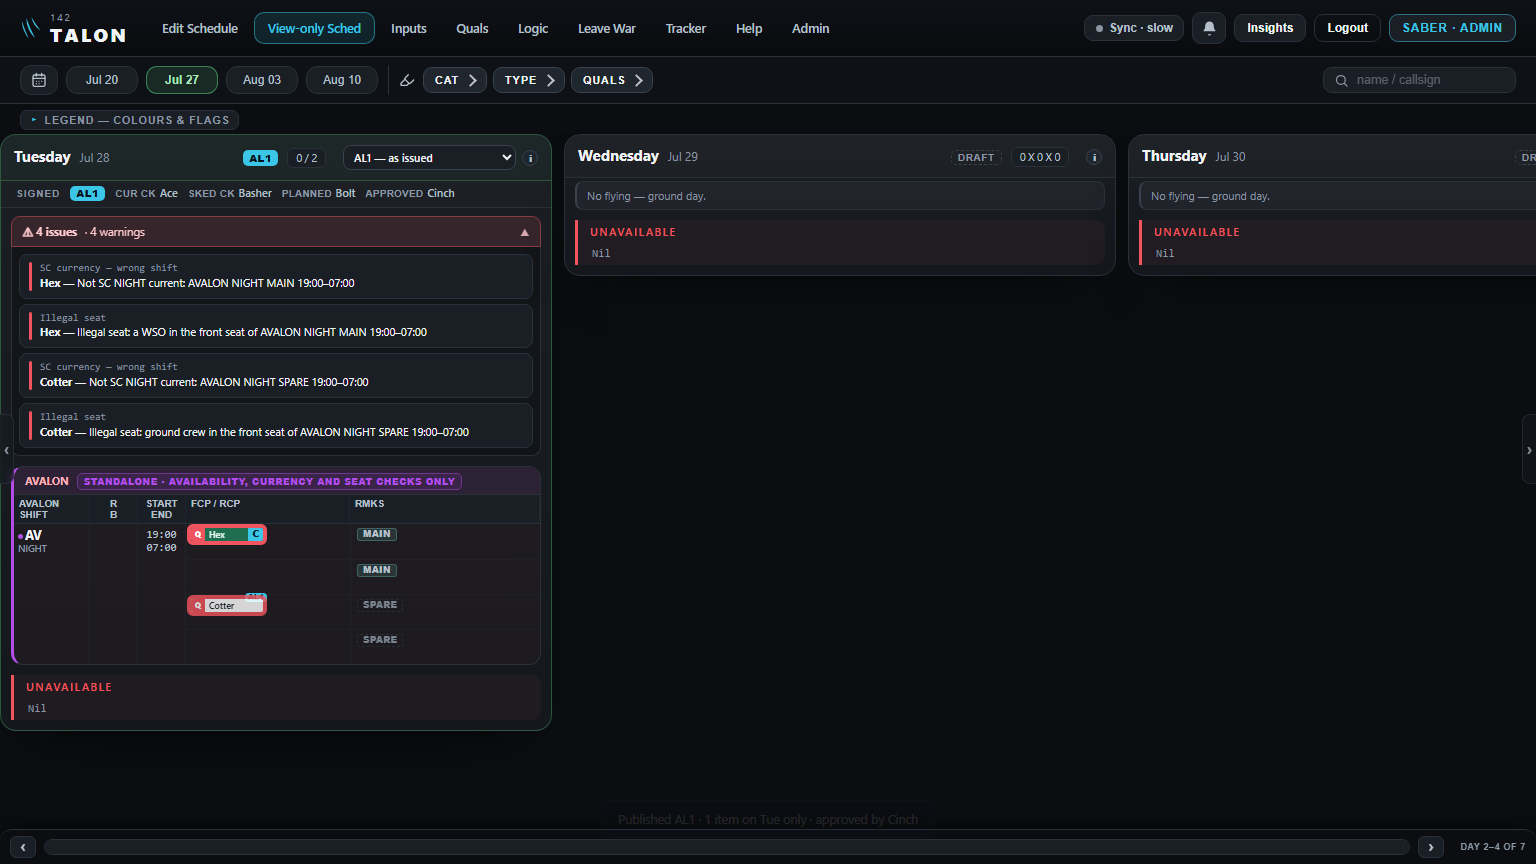 142
TALON
Edit Schedule
View-only Sched
Inputs
Quals
Logic
Leave War
Tracker
Help
Admin
Sync · slow
Insights
Logout
SABER · ADMIN
Jul 20
Jul 27
Aug 03
Aug 10
CAT
TYPE
QUALS
name / callsign
LEGEND — COLOURS & FLAGS
Tuesday Jul 28
AL1
0 / 2
AL1 — as issued
SIGNED AL1 CUR CK Ace SKED CK Basher PLANNED Bolt APPROVED Cinch
4 issues · 4 warnings
SC currency — wrong shift
Hex — Not SC NIGHT current: AVALON NIGHT MAIN 19:00–07:00
Illegal seat
Hex — Illegal seat: a WSO in the front seat of AVALON NIGHT MAIN 19:00–07:00
SC currency — wrong shift
Cotter — Not SC NIGHT current: AVALON NIGHT SPARE 19:00–07:00
Illegal seat
Cotter — Illegal seat: ground crew in the front seat of AVALON NIGHT SPARE 19:00–07:00
AVALON STANDALONE · AVAILABILITY, CURRENCY AND SEAT CHECKS ONLY
AVALON SHIFT
R B
START END
FCP / RCP
RMKS
AV
NIGHT
19:00
07:00
Q Hex C
MAIN
MAIN
Q Cotter
SPARE
SPARE
UNAVAILABLE
Nil
Wednesday Jul 29
DRAFT
0X0X0
No flying — ground day.
UNAVAILABLE
Nil
Thursday Jul 30
DR
No flying — ground day.
UNAVAILABLE
Nil
Published AL1 · 1 item on Tue only · approved by Cinch
DAY 2–4 OF 7